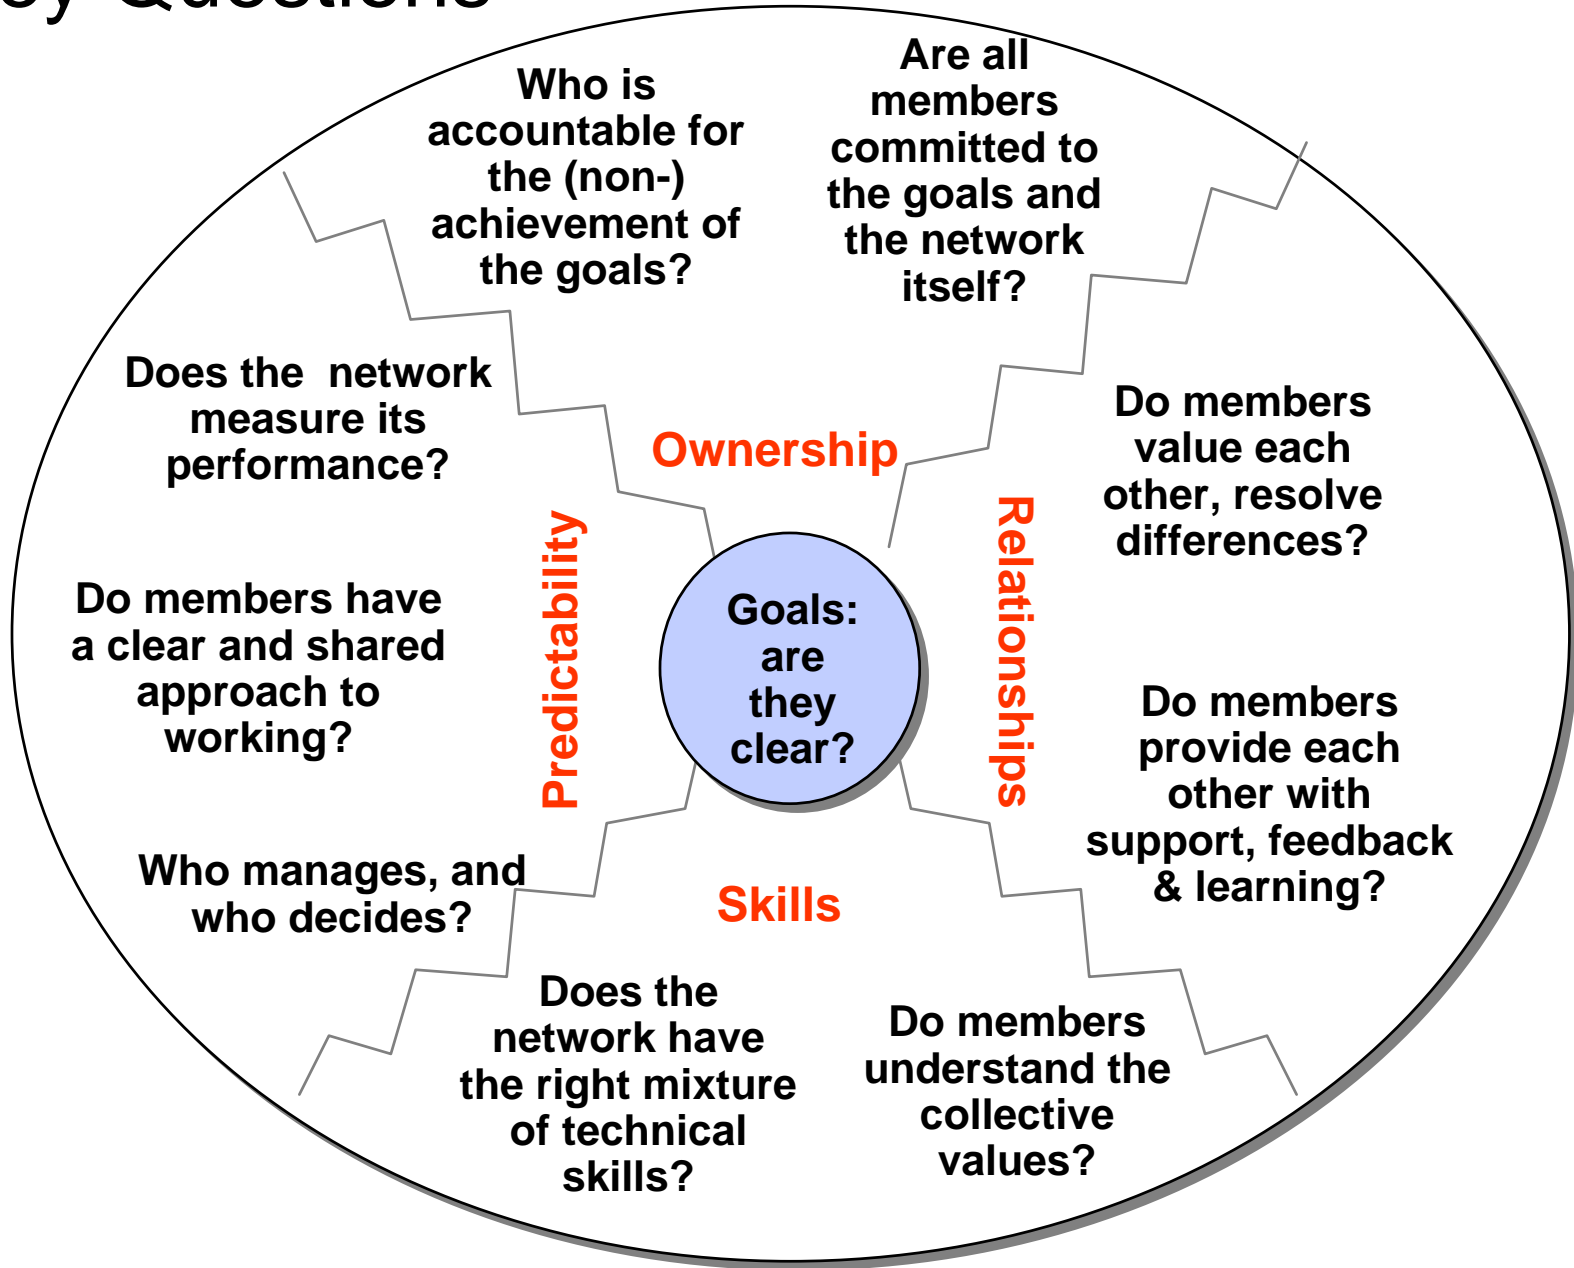 ey Questions
Who is
accountable for
the (non-)
achievement of
the goals?
Are all
members
committed to
the goals and
the network
itself?
Does the  network
measure its
performance?
Do members
value each
other, resolve
differences?
Ownership
Predictability
Relationships
Goals:
are
they
clear?
Do members have
a clear and shared
approach to
working?
Do members
provide each
other with
support, feedback
& learning?
Who manages, and
who decides?
Skills
Does the
network have
the right mixture
of technical
skills?
Do members
understand the
collective
values?